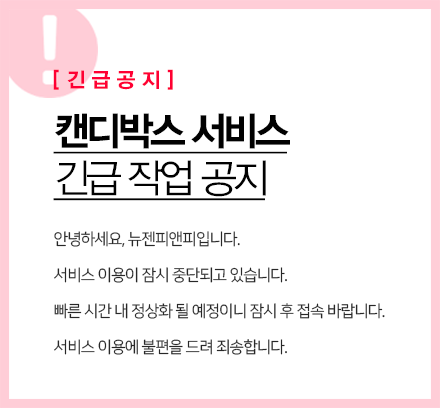 [긴급공지]
캔디박스 서비스
긴급 작업 공지
안녕하세요, 뉴젠피앤피입니다.
서비스 이용이 잠시 중단되고 있습니다.
빠른 시간 내 정상화 될 예정이니 잠시 후 접속 바랍니다.
서비스 이용에 불편을 드려 죄송합니다.